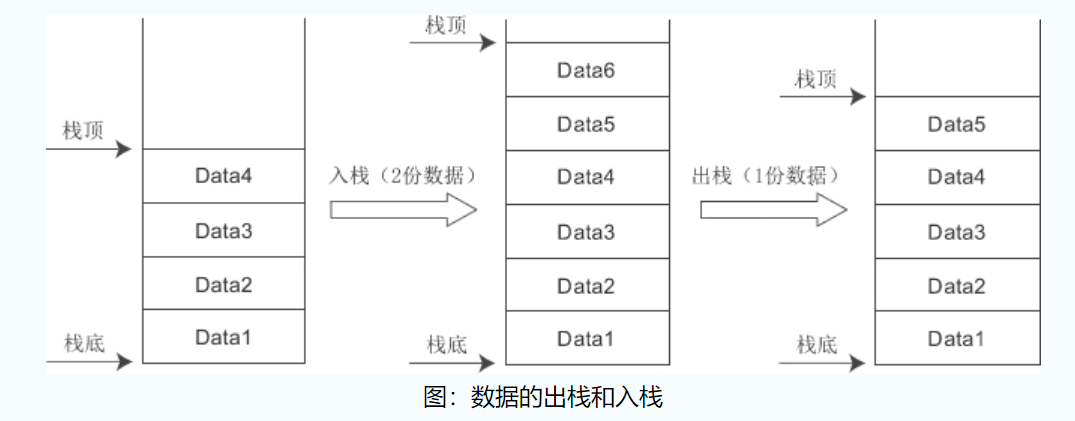 栈顶
Data4
Data3
Data2
栈底
Data1
入栈（2份数据）
栈顶
Data6
Data5
Data4
Data3
Data2
栈底
Data1
出栈（1份数据）
栈顶
Data5
Data4
Data3
Data2
栈底
Data1
图：数据的出栈和入栈